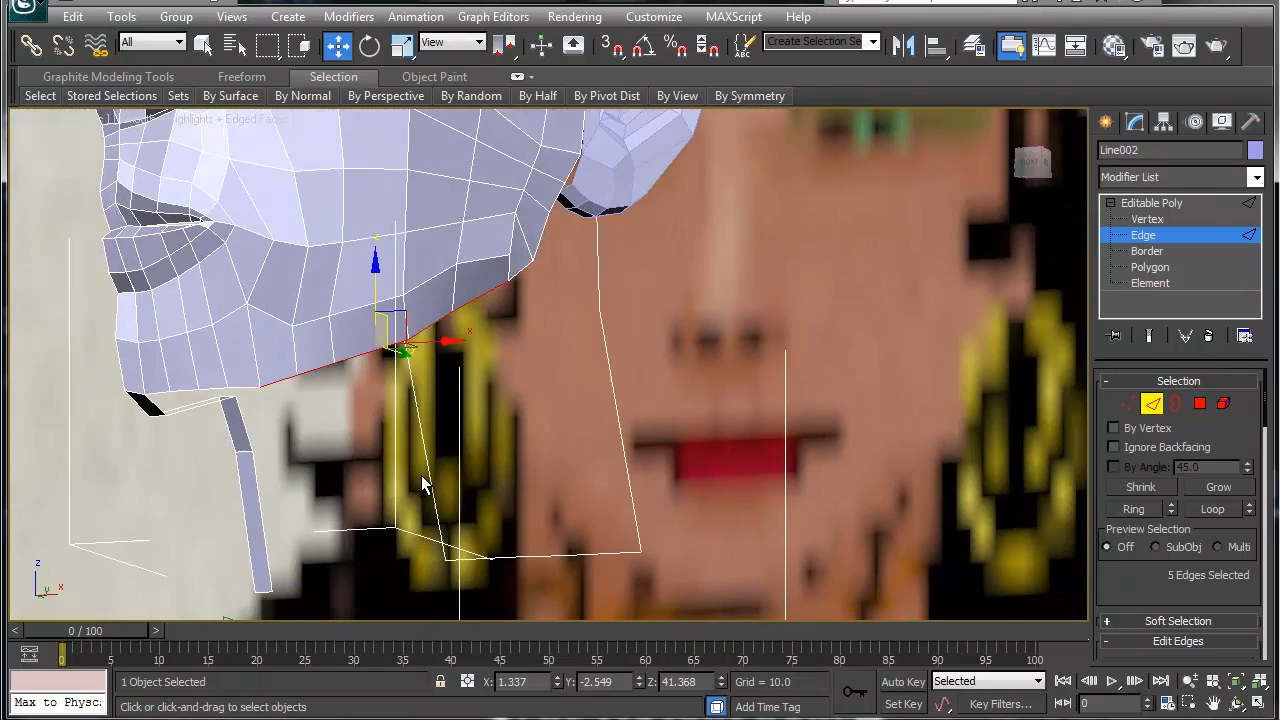 Edit Tools Group Views Create Modifiers Animation Graph Editors Rendering Customize MAXScript Help
All View 3 ABC Create Selection Se
Graphite Modeling Tools Freeform Selection Object Paint
Select Stored Selections Sets By Surface By Normal By Perspective By Random By Half By Pivot Dist By View By Symmetry
Line002
Modifier List
Editable Poly
Vertex
Edge
Border
Polygon
Element
Selection
By Vertex
Ignore Backfacing
By Angle: 45.0
Shrink Grow
Ring Loop
Preview Selection
Off SubObj Multi
5 Edges Selected
Soft Selection
Edit Edges
x
z
z
x
y
0 / 100
0 5 10 15 20 25 30 35 40 45 50 55 60 65 70 75 80 85 90 95 100
1 Object Selected X: 1.337 Y: -2.549 Z: 41.368 Grid = 10.0 Auto Key Selected
Max to Physc
Click or click-and-drag to select objects Add Time Tag Set Key Key Filters... 0